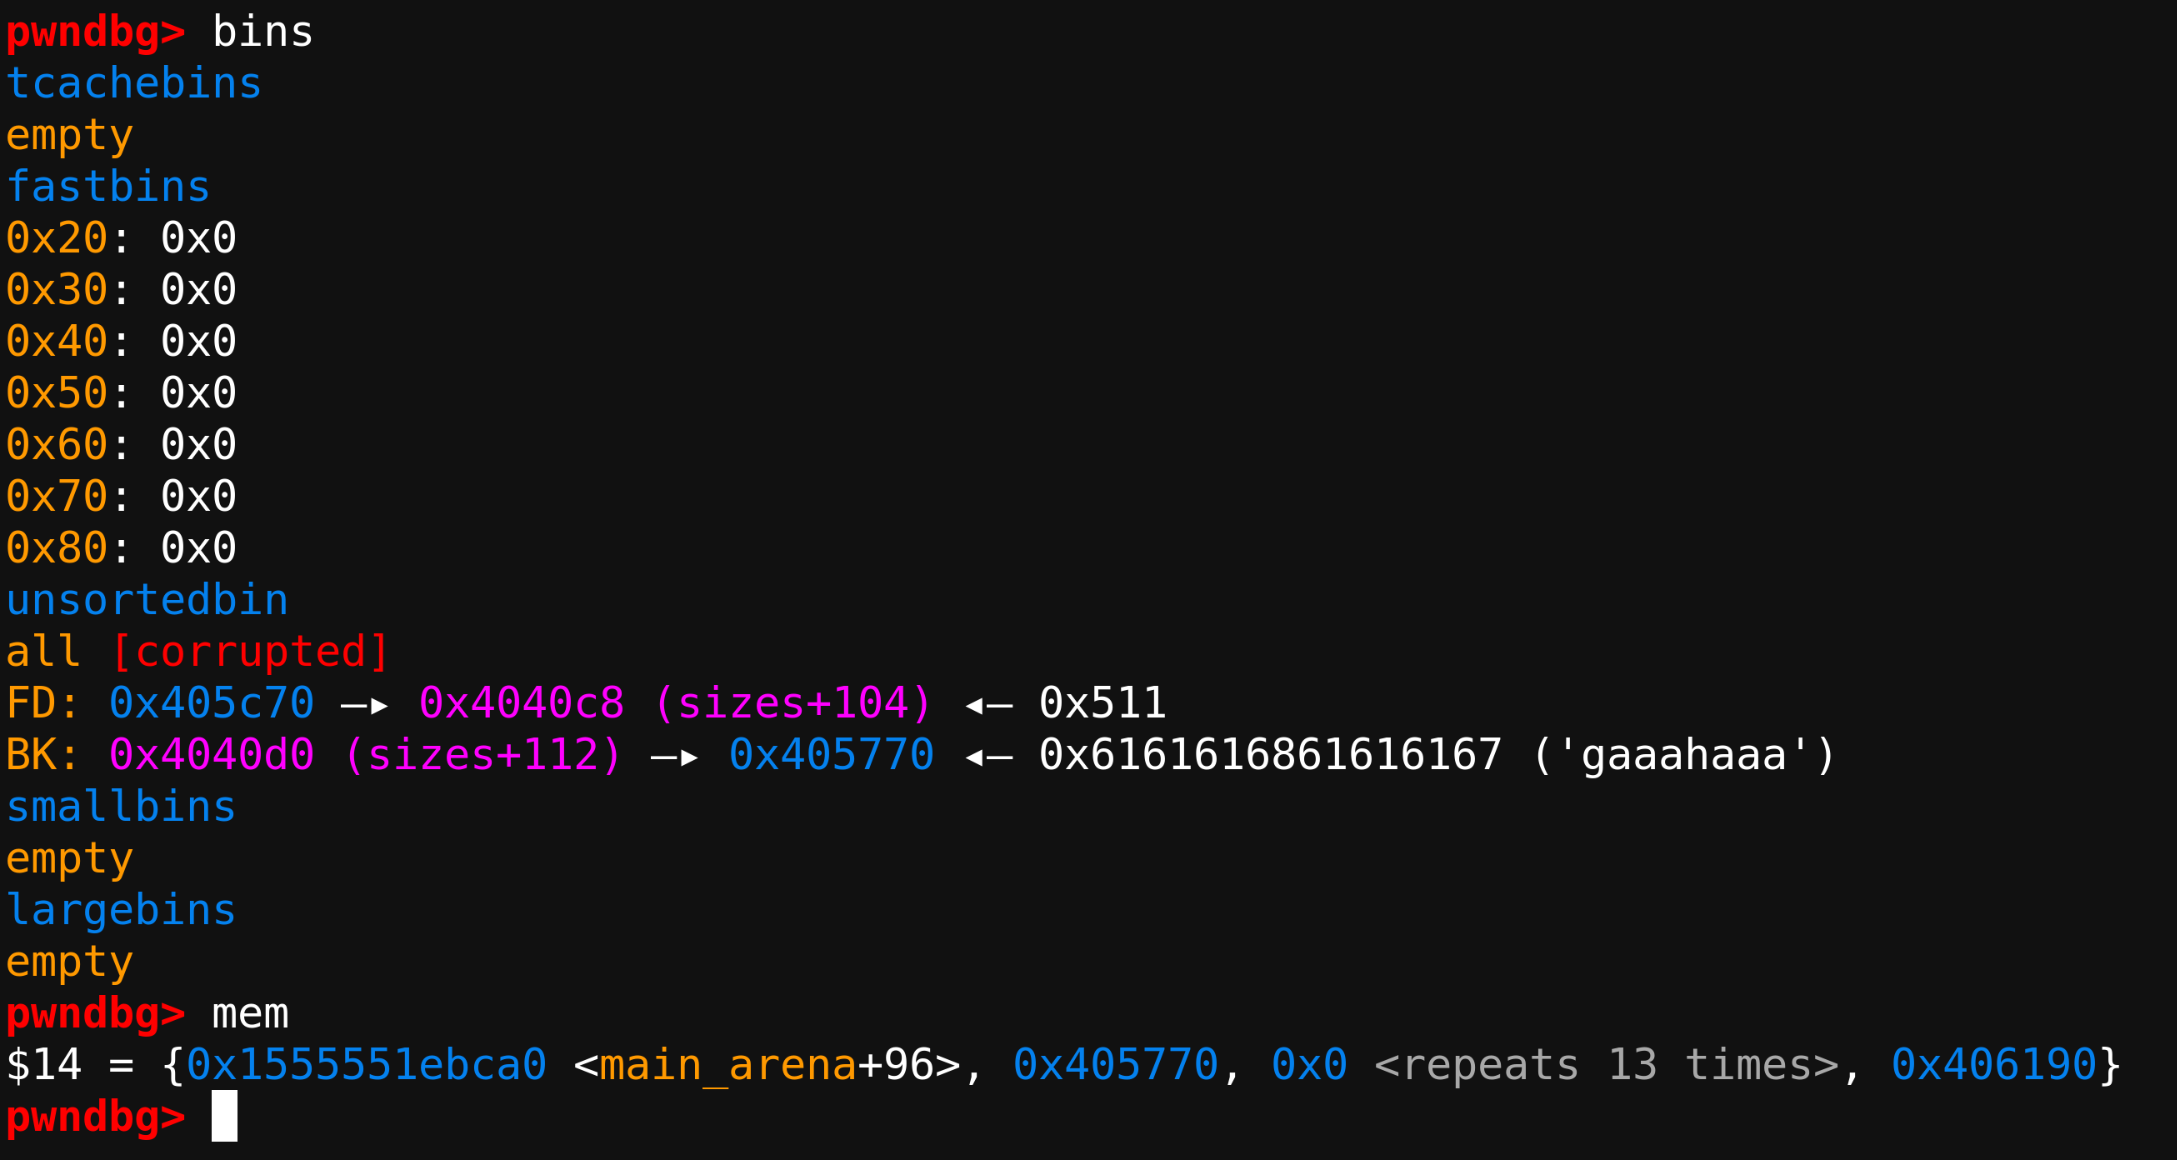 pwndbg> bins
tcachebins
empty
fastbins
0x20: 0x0
0x30: 0x0
0x40: 0x0
0x50: 0x0
0x60: 0x0
0x70: 0x0
0x80: 0x0
unsortedbin
all [corrupted]
FD: 0x405c70 —▸ 0x4040c8 (sizes+104) ◂— 0x511
BK: 0x4040d0 (sizes+112) —▸ 0x405770 ◂— 0x6161616861616167 ('gaaahaaa')
smallbins
empty
largebins
empty
pwndbg> mem
$14 = {0x1555551ebca0 <main_arena+96>, 0x405770, 0x0 <repeats 13 times>, 0x406190}
pwndbg>